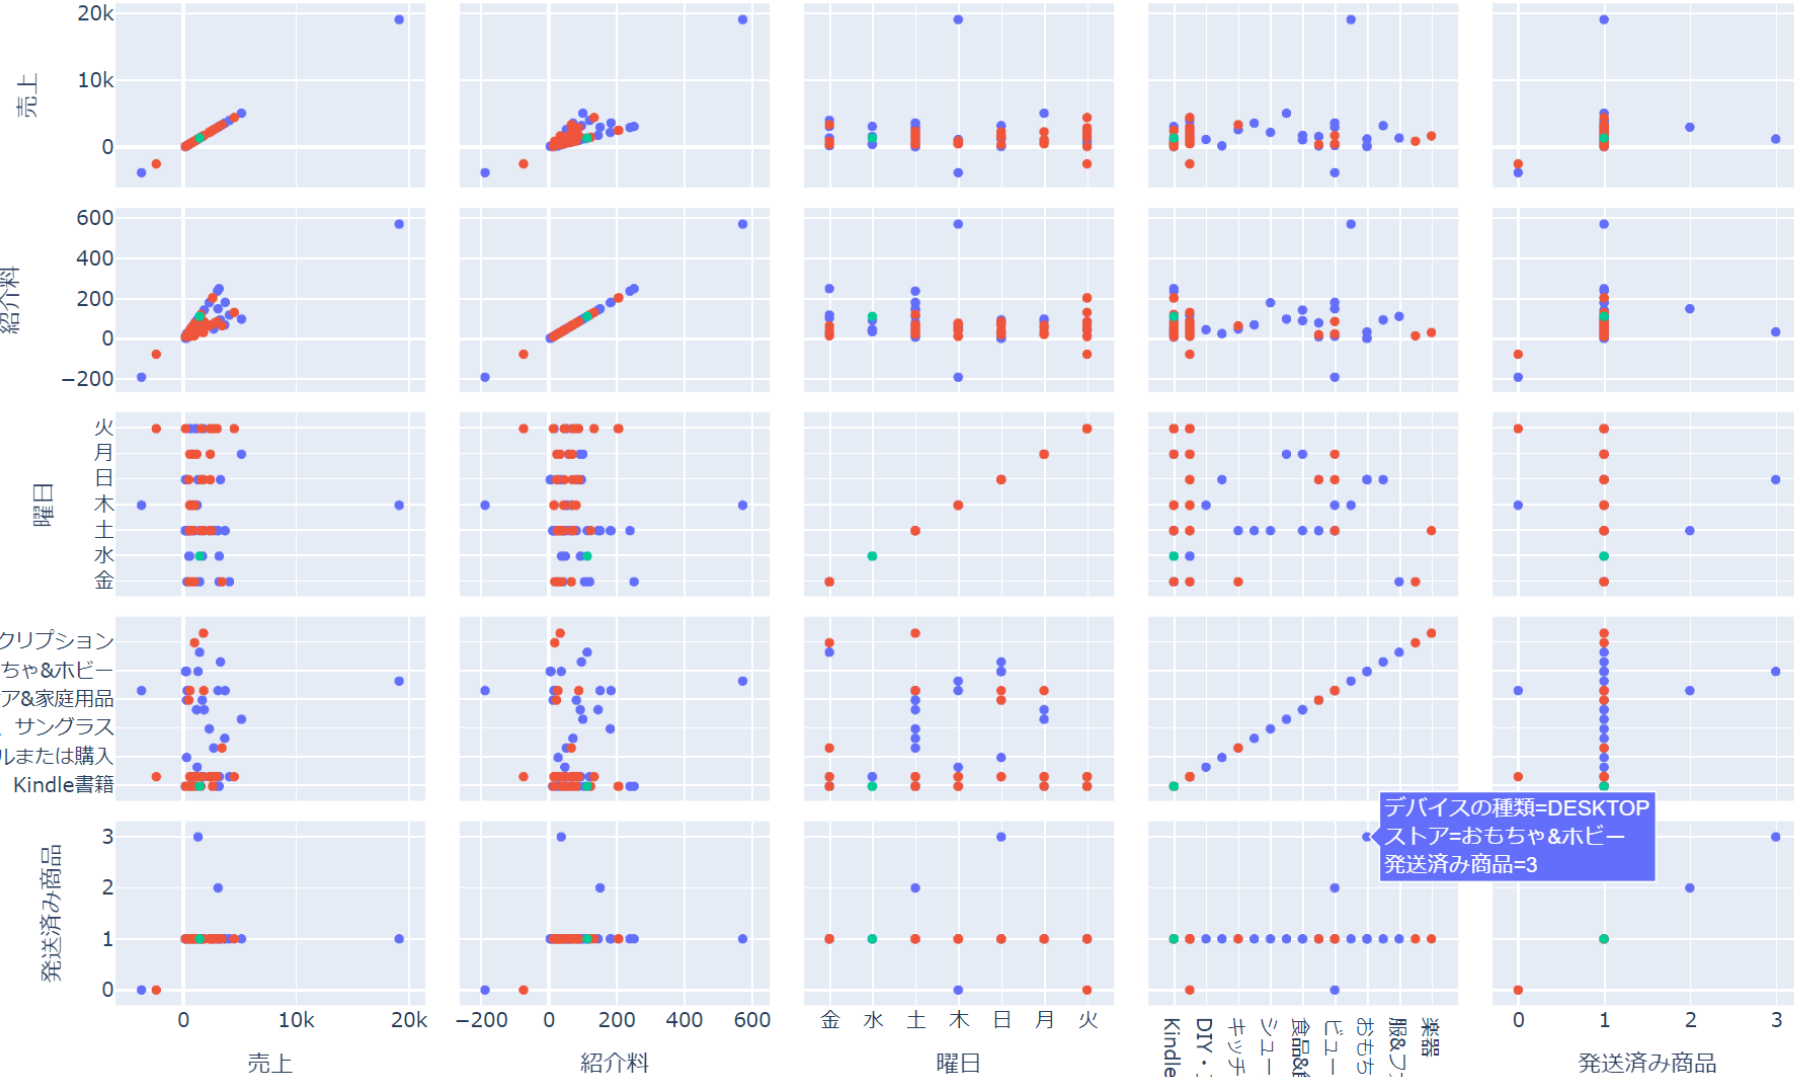 20k
10k
0
売上
600
400
200
0
−200
紹介料
火
月
日
木
土
水
金
曜日
クリプション
ちゃ&ホビー
ア&家庭用品
サングラス
ルまたは購入
Kindle書籍
デバイスの種類=DESKTOP
ストア=おもちゃ&ホビー
発送済み商品=3
3
2
1
0
発送済み商品
0 10k 20k
−200 0 200 400 600
金 水 土 木 日 月 火
Kindle DIY・ キッチ シュー 食品& ビュー おもち 服&フ 楽器
0 1 2 3
売上 紹介料 曜日 発送済み商品